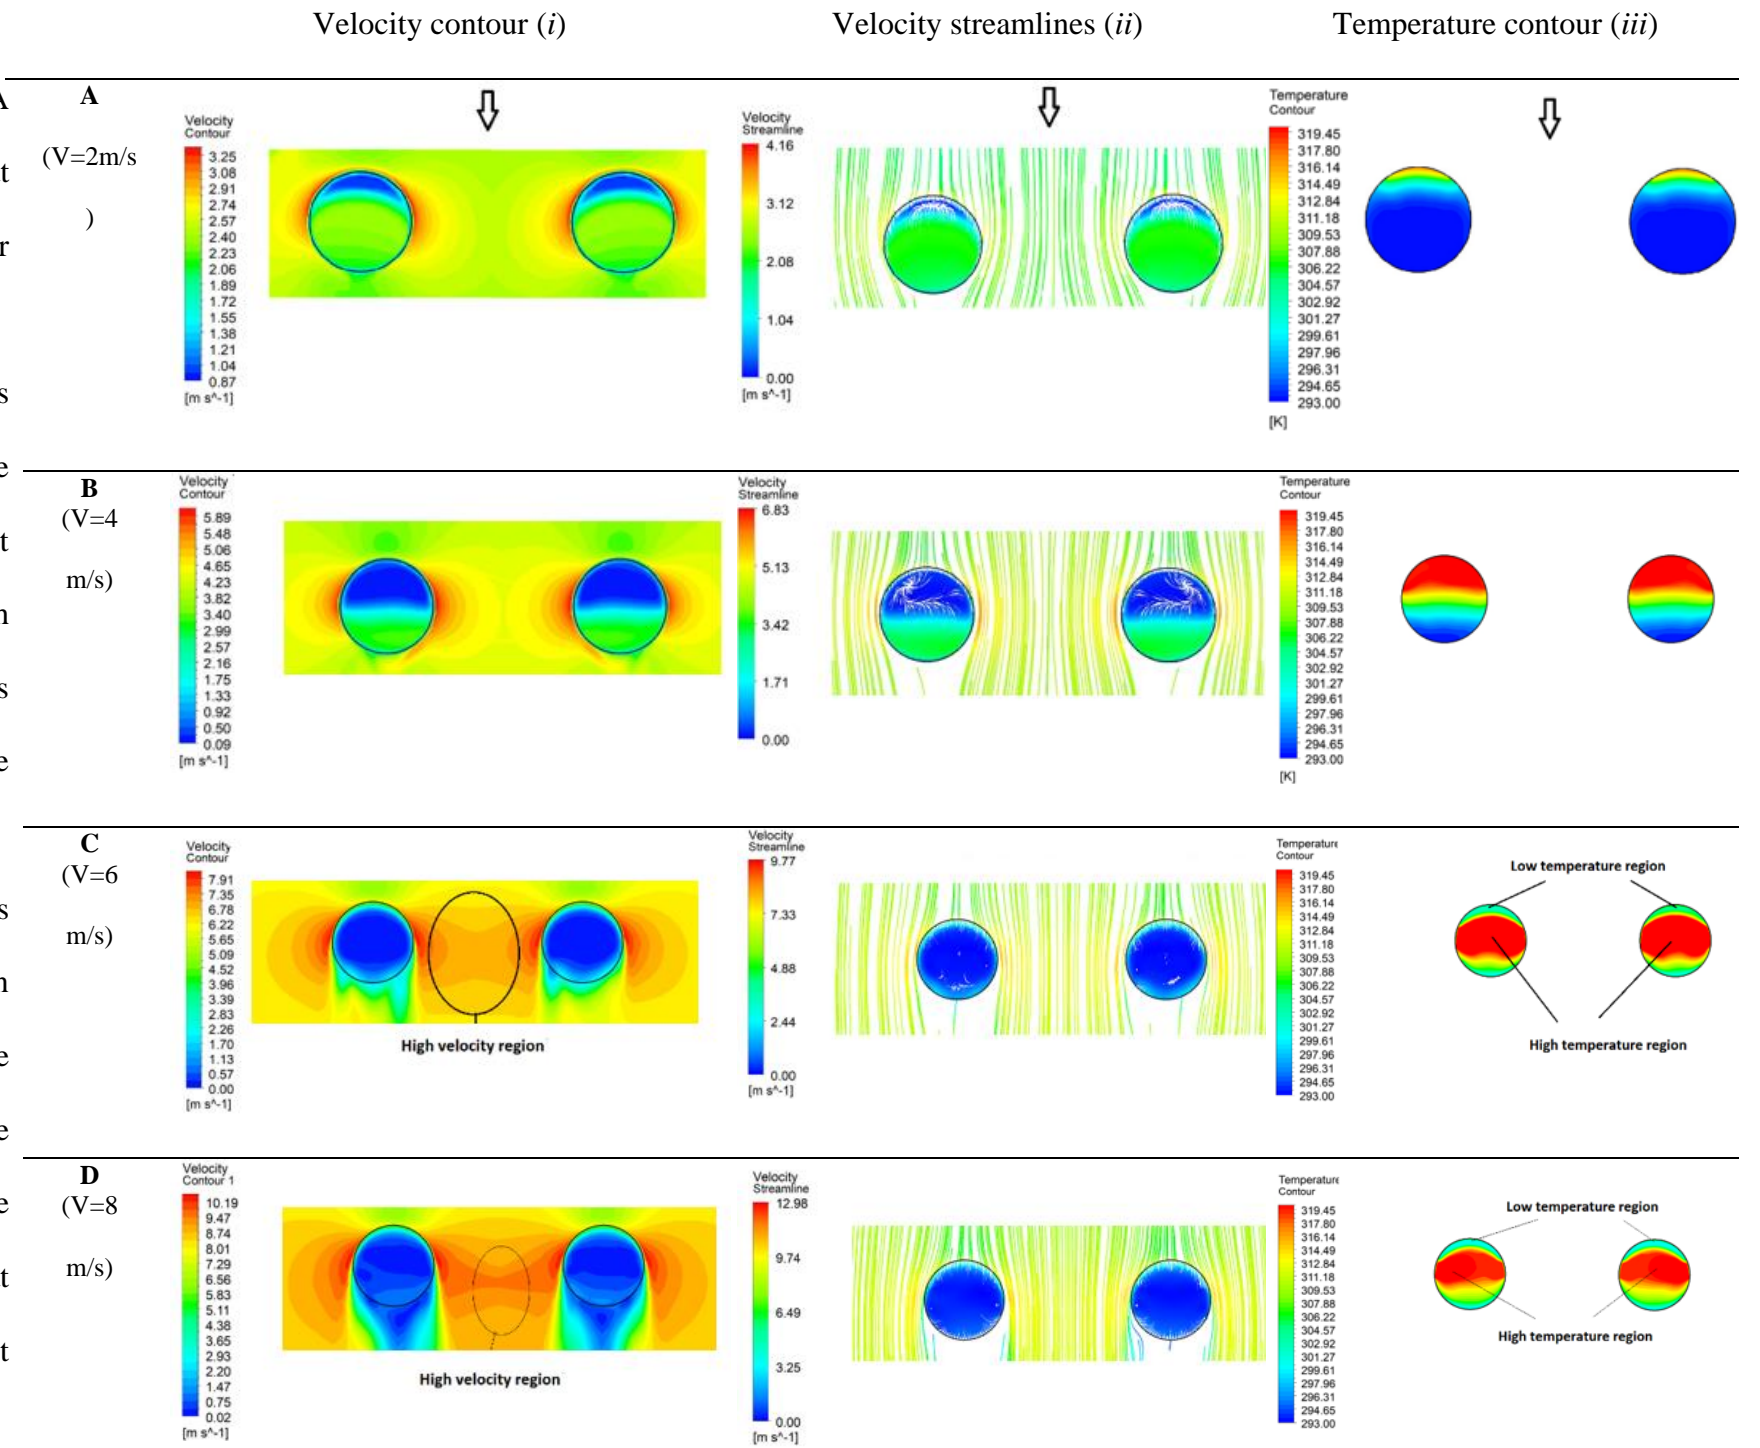 Velocity contour (i)
Velocity streamlines (ii)
Temperature contour (iii)
A
t
r
s
e
t
n
s
e
s
n
e
e
e
t
t
A
(V=2m/s
)
Velocity
Contour
3.25
3.08
2.91
2.74
2.57
2.40
2.23
2.06
1.89
1.72
1.55
1.38
1.21
1.04
0.87
[m s^-1]
Velocity
Streamline
4.16
3.12
2.08
1.04
0.00
[m s^-1]
Temperature
Contour
319.45
317.80
316.14
314.49
312.84
311.18
309.53
307.88
306.22
304.57
302.92
301.27
299.61
297.96
296.31
294.65
293.00
[K]
B
(V=4
m/s)
Velocity
Contour
5.89
5.48
5.06
4.65
4.23
3.82
3.40
2.99
2.57
2.16
1.75
1.33
0.92
0.50
0.09
[m s^-1]
Velocity
Streamline
6.83
5.13
3.42
1.71
0.00
Temperature
Contour
319.45
317.80
316.14
314.49
312.84
311.18
309.53
307.88
306.22
304.57
302.92
301.27
299.61
297.96
296.31
294.65
293.00
[K]
C
(V=6
m/s)
Velocity
Contour
7.91
7.35
6.78
6.22
5.65
5.09
4.52
3.96
3.39
2.83
2.26
1.70
1.13
0.57
0.00
[m s^-1]
High velocity region
Velocity
Streamline
9.77
7.33
4.88
2.44
0.00
[m s^-1]
Temperature
Contour
319.45
317.80
316.14
314.49
312.84
311.18
309.53
307.88
306.22
304.57
302.92
301.27
299.61
297.96
296.31
294.65
293.00
Low temperature region
High temperature region
D
(V=8
m/s)
Velocity
Contour 1
10.19
9.47
8.74
8.01
7.29
6.56
5.83
5.11
4.38
3.65
2.93
2.20
1.47
0.75
0.02
[m s^-1]
High velocity region
Velocity
Streamline
12.98
9.74
6.49
3.25
0.00
[m s^-1]
Temperature
Contour
319.45
317.80
316.14
314.49
312.84
311.18
309.53
307.88
306.22
304.57
302.92
301.27
299.61
297.96
296.31
294.65
293.00
Low temperature region
High temperature region